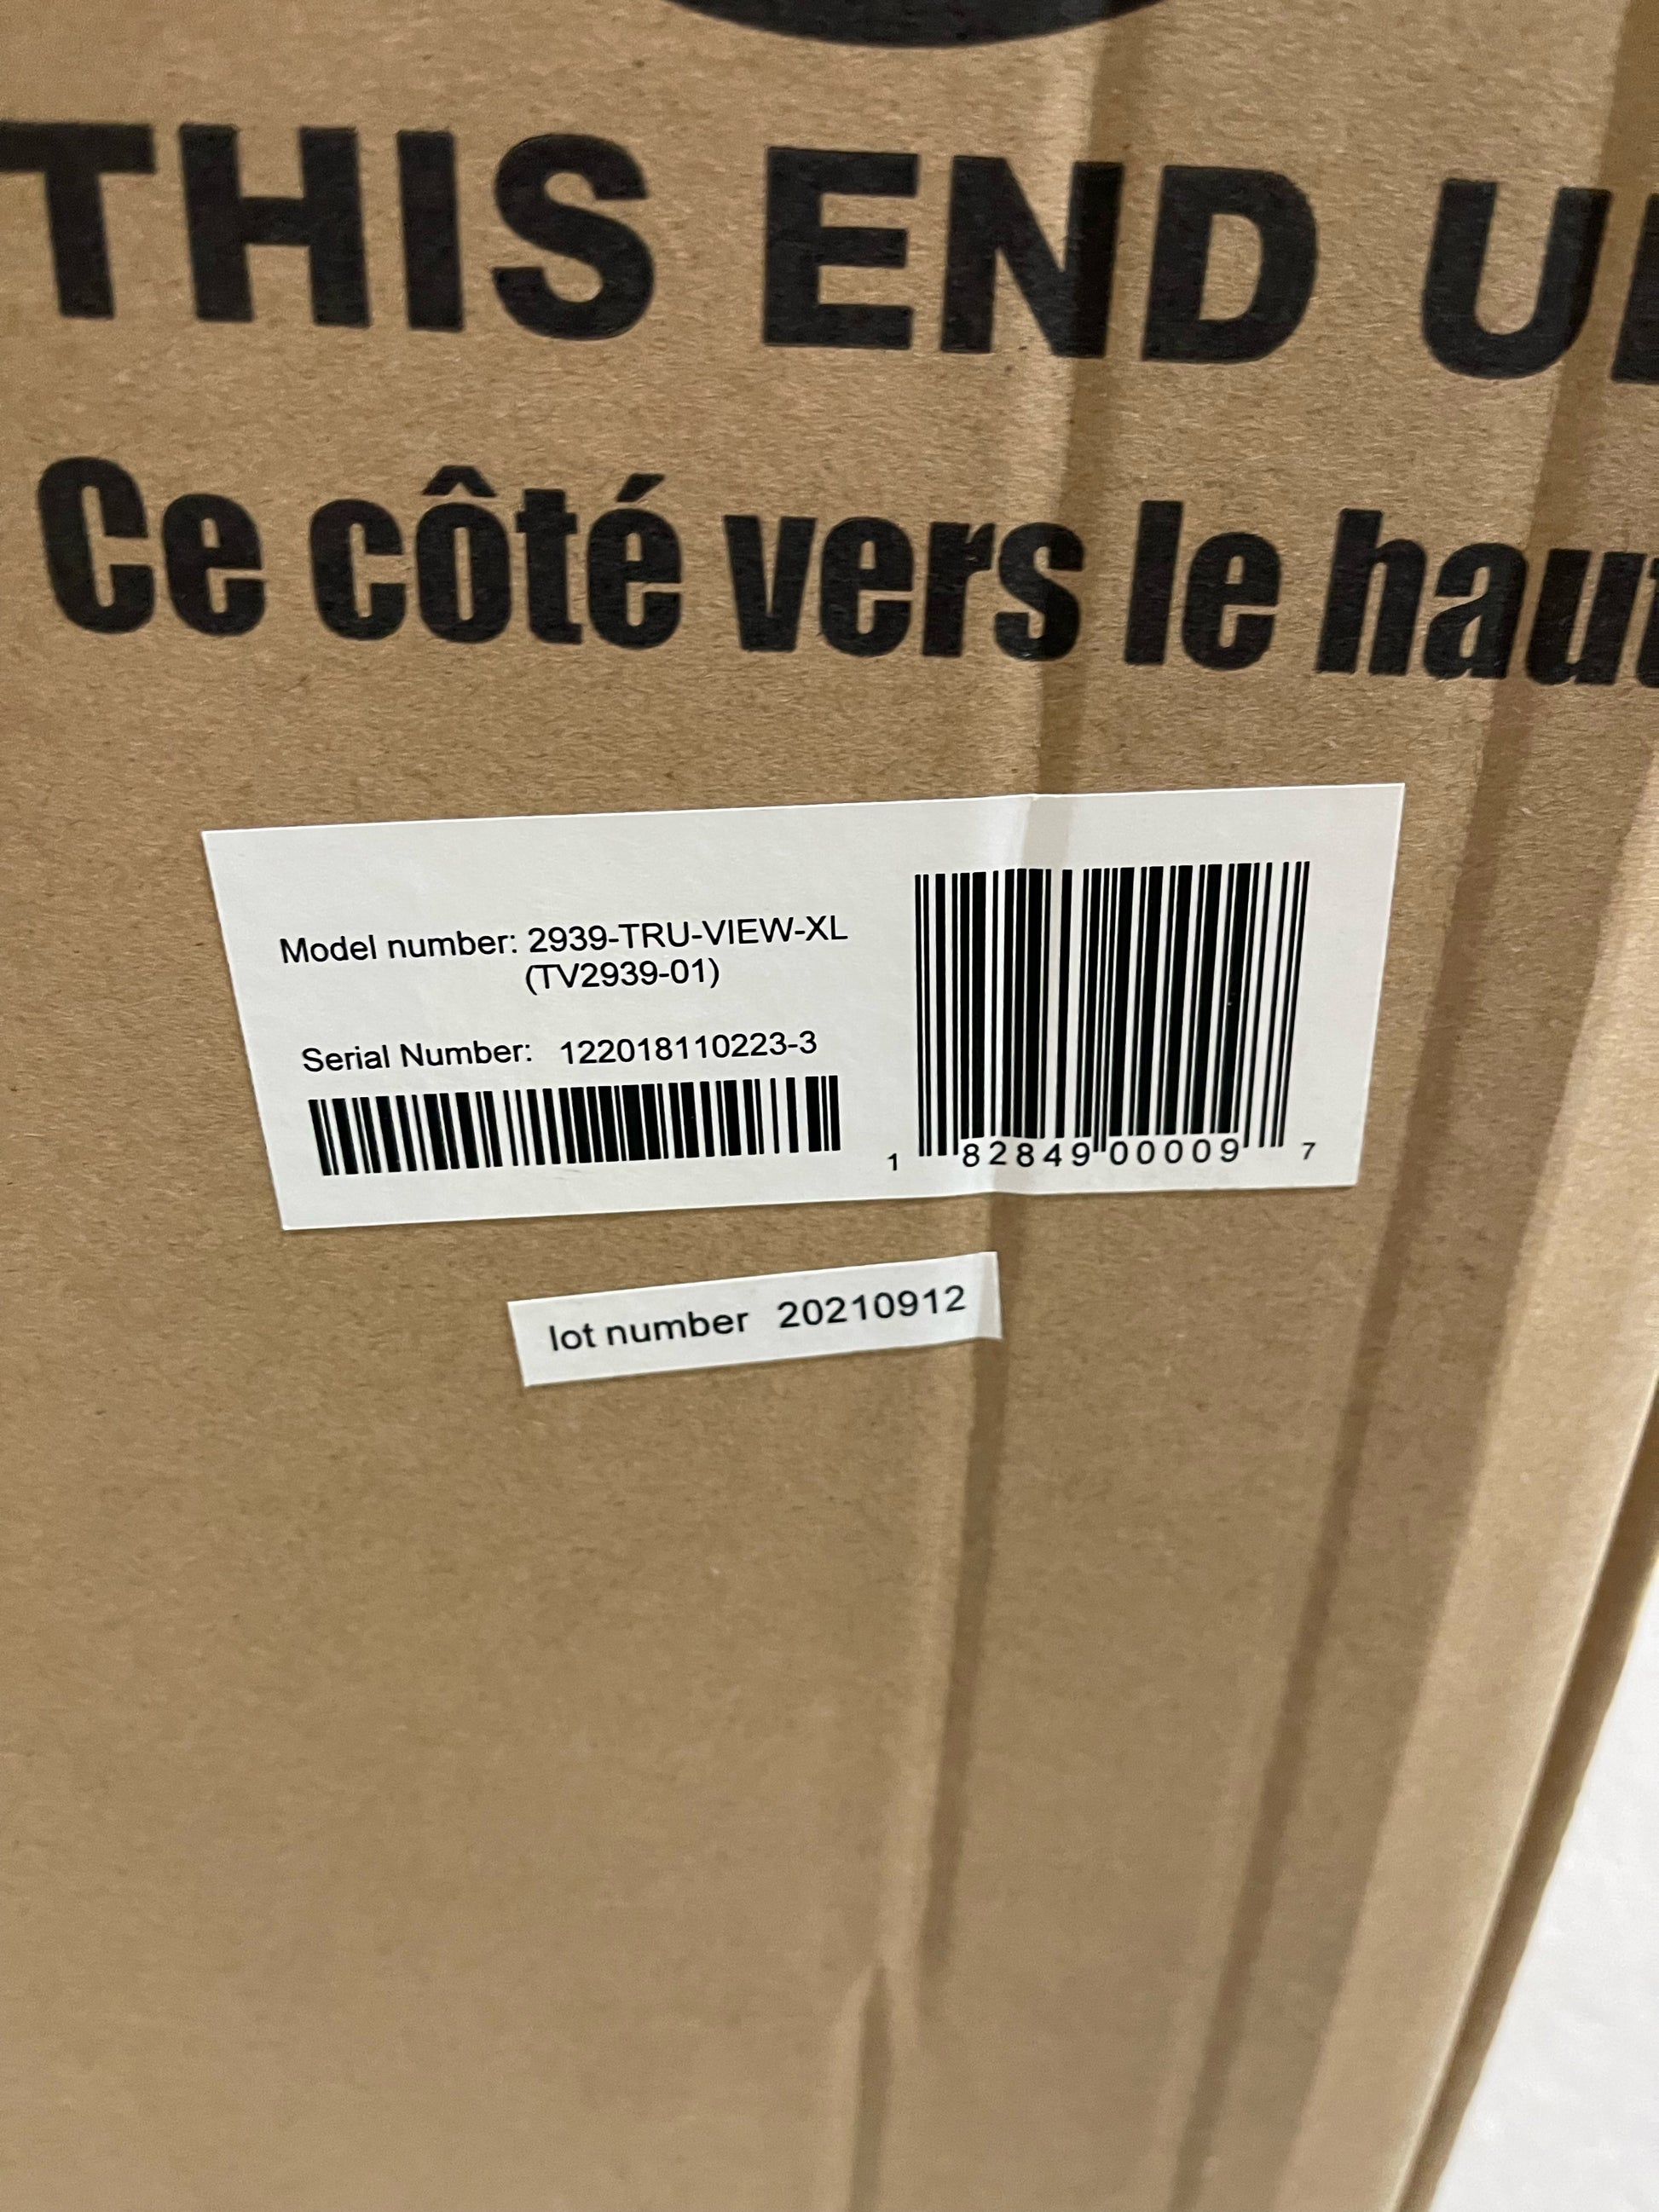 THIS END U
Ce côté vers le haut
Model number: 2939-TRU-VIEW-XL
(TV2939-01)
Serial Number: 122018110223-3
1 82849 00009 7
lot number 20210912